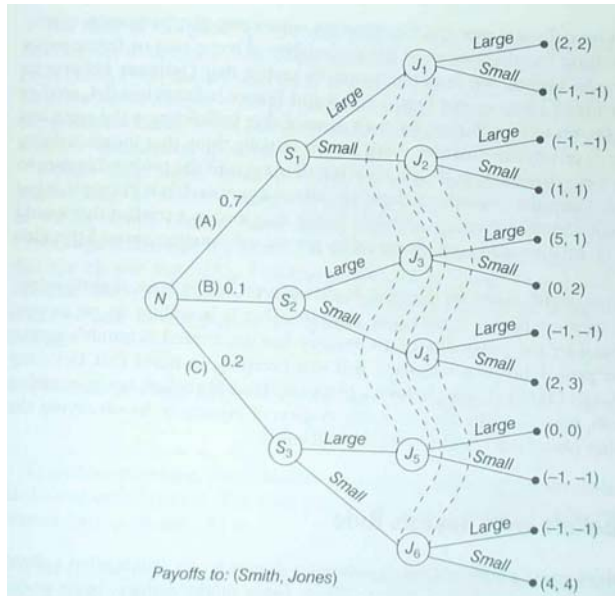 Large (2, 2)
J1
Small (−1, −1)
Large
S1 Small J2
Large (−1, −1)
Small (1, 1)
0.7
(A)
Large (5, 1)
J3
Small (0, 2)
Large
N (B) 0.1 S2
Small
Large (−1, −1)
J4
Small (2, 3)
(C) 0.2
Large (0, 0)
S3 Large J5
Small (−1, −1)
Small
Large (−1, −1)
J6
Small (4, 4)
Payoffs to: (Smith, Jones)